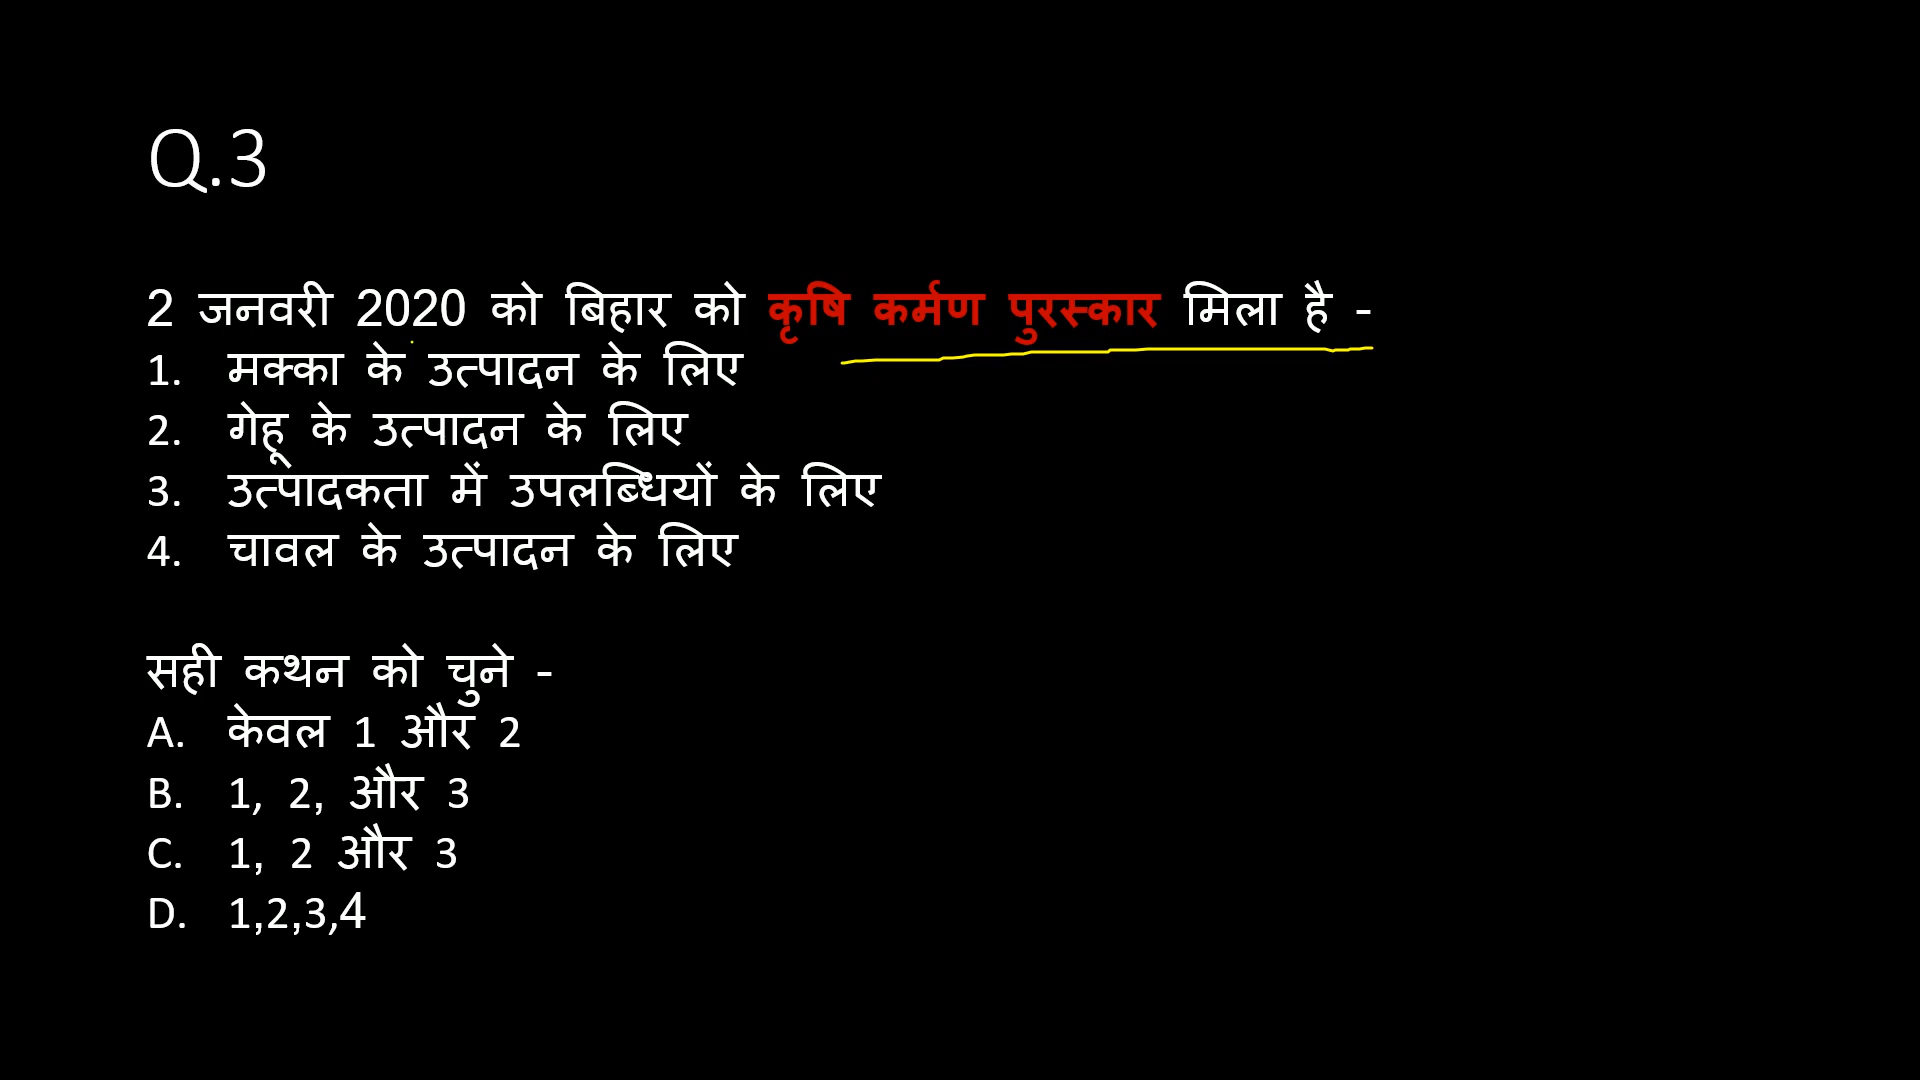 Q.3
2 जनवरी 2020 को बिहार को कृषि कर्मण पुरस्कार मिला है -
1. मक्का के उत्पादन के लिए
2. गेहू के उत्पादन के लिए
3. उत्पादकता में उपलब्धियों के लिए
4. चावल के उत्पादन के लिए
सही कथन को चुने -
A. केवल 1 और 2
B. 1, 2, और 3
C. 1, 2 और 3
D. 1,2,3,4